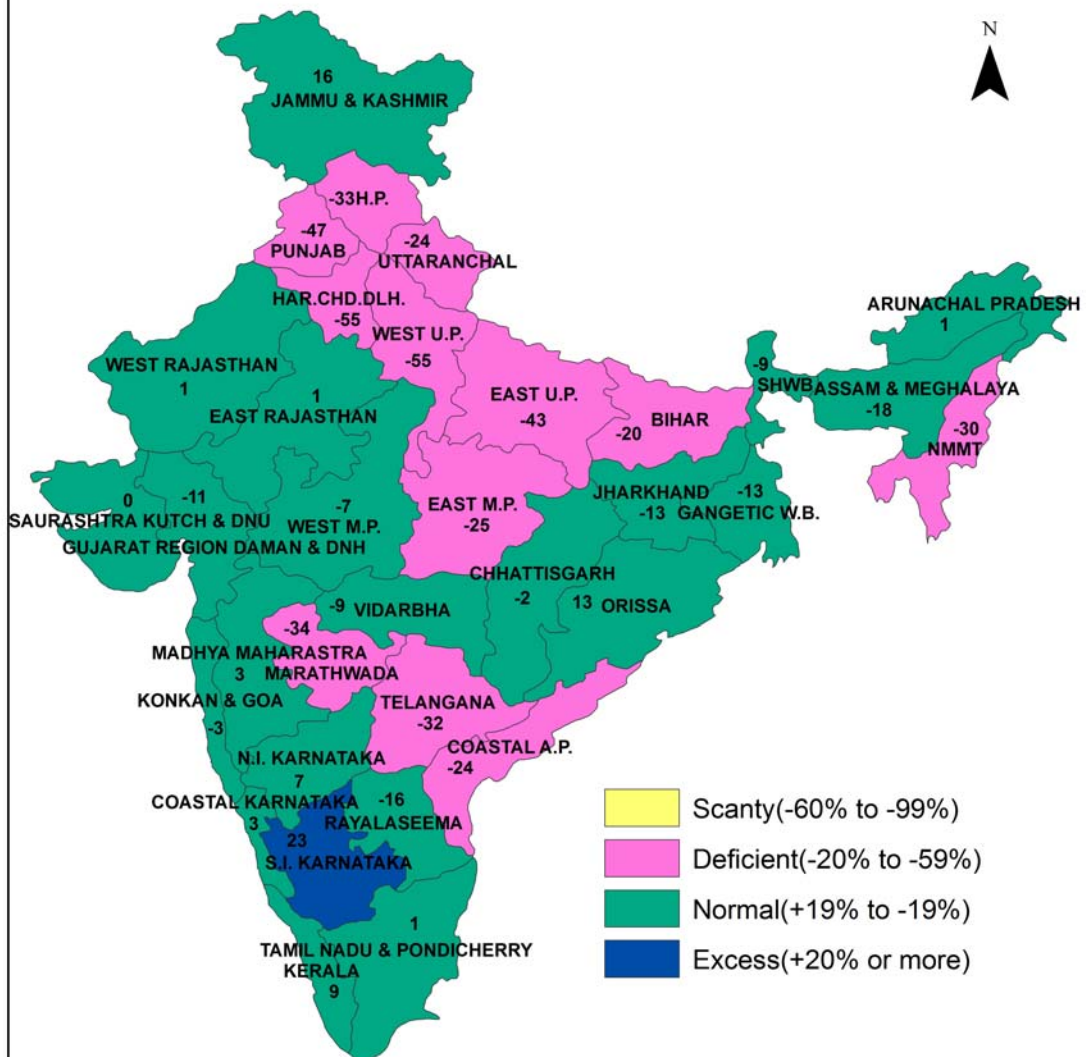 N
16
JAMMU & KASHMIR
-33H.P.
-47
PUNJAB
-24
UTTARANCHAL
HAR.CHD.DLH.
-55
WEST U.P.
-55
ARUNACHAL PRADESH
1
WEST RAJASTHAN
1
1
EAST RAJASTHAN
-9
SHWB
ASSAM & MEGHALAYA
-18
EAST U.P.
-43
BIHAR
-20
-30
NMMT
0
SAURASHTRA KUTCH & DNU
-11
GUJARAT REGION DAMAN & DNH
-7
WEST M.P.
EAST M.P.
-25
JHARKHAND
-13
-13
GANGETIC W.B.
CHHATTISGARH
-2
13 ORISSA
-9 VIDARBHA
-34
MADHYA MAHARASTRA
3
MARATHWADA
KONKAN & GOA
-3
TELANGANA
-32
COASTAL A.P.
-24
N.I. KARNATAKA
7
COASTAL KARNATAKA
3
-16
RAYALASEEMA
23
S.I. KARNATAKA
1
TAMIL NADU & PONDICHERRY
KERALA
9
Scanty(-60% to -99%)
Deficient(-20% to -59%)
Normal(+19% to -19%)
Excess(+20% or more)